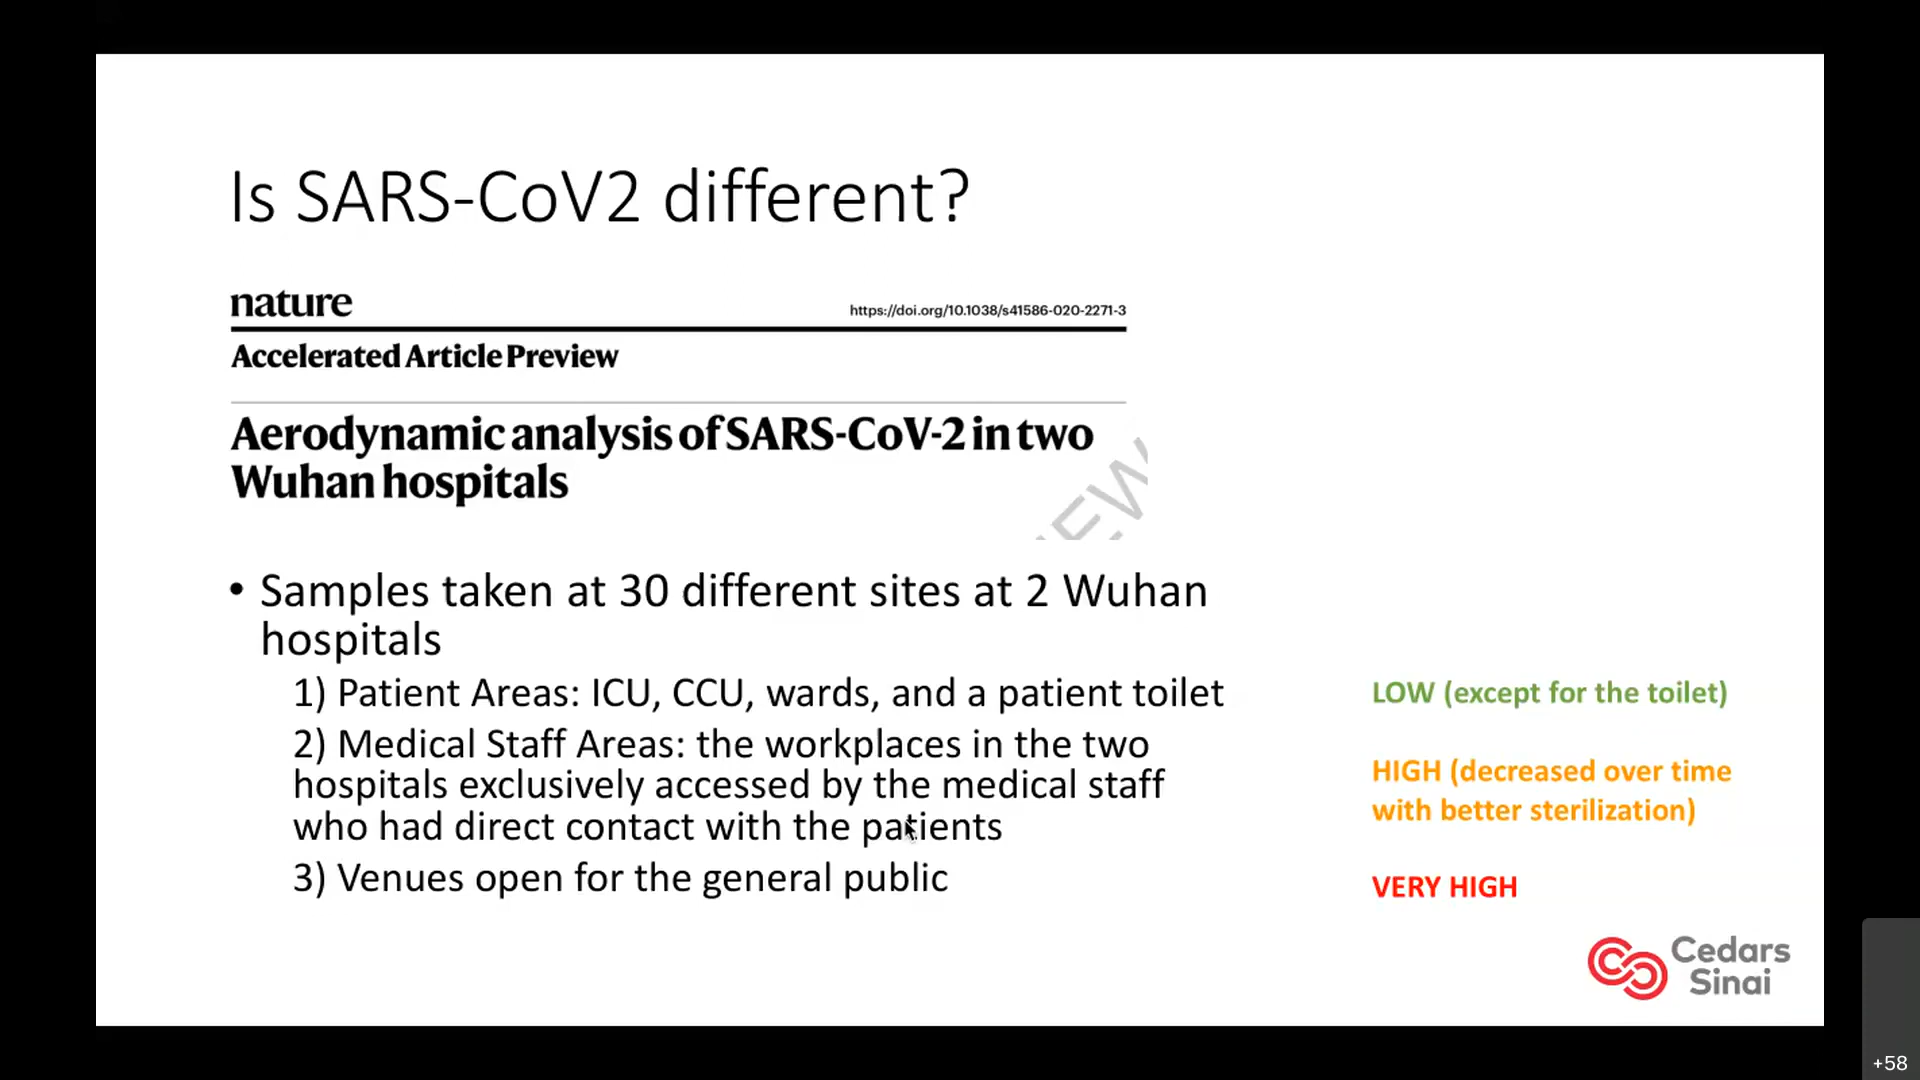 Is SARS-CoV2 different?
nature
https://doi.org/10.1038/s41586-020-2271-3
Accelerated Article Preview
Aerodynamic analysis of SARS-CoV-2 in two
Wuhan hospitals
• Samples taken at 30 different sites at 2 Wuhan
hospitals
1) Patient Areas: ICU, CCU, wards, and a patient toilet
LOW (except for the toilet)
2) Medical Staff Areas: the workplaces in the two
hospitals exclusively accessed by the medical staff
who had direct contact with the patients
HIGH (decreased over time
with better sterilization)
3) Venues open for the general public
VERY HIGH
Cedars
Sinai
+58